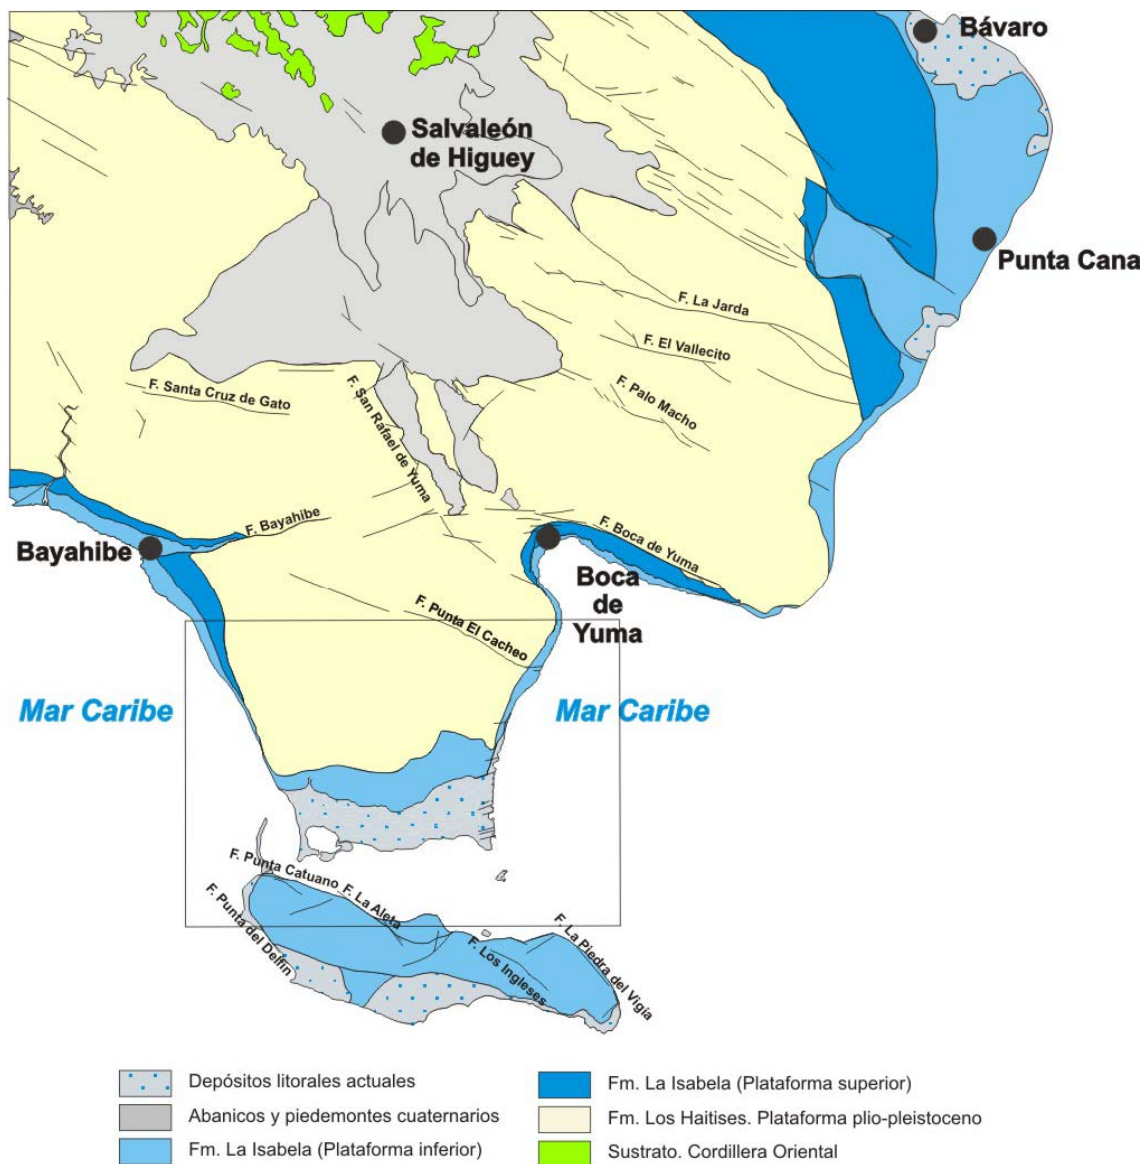 Bávaro
Salvaleón
de Higuey
Punta Cana
F. La Jarda
F. El Vallecito
F. Palo Macho
F. Santa Cruz de Gato
F. San Rafael de Yuma
F. Bayahibe
F. Boca de Yuma
Bayahibe
Boca
de
Yuma
F. Punta El Cacheo
Mar Caribe
Mar Caribe
F. Punta Catuano
F. La Aleta
F. Punta del Delfín
F. Los Ingleses
F. La Piedra del Vigia
Depósitos litorales actuales
Abanicos y piedemontes cuaternarios
Fm. La Isabela (Plataforma inferior)
Fm. La Isabela (Plataforma superior)
Fm. Los Haitises. Plataforma plio-pleistoceno
Sustrato. Cordillera Oriental